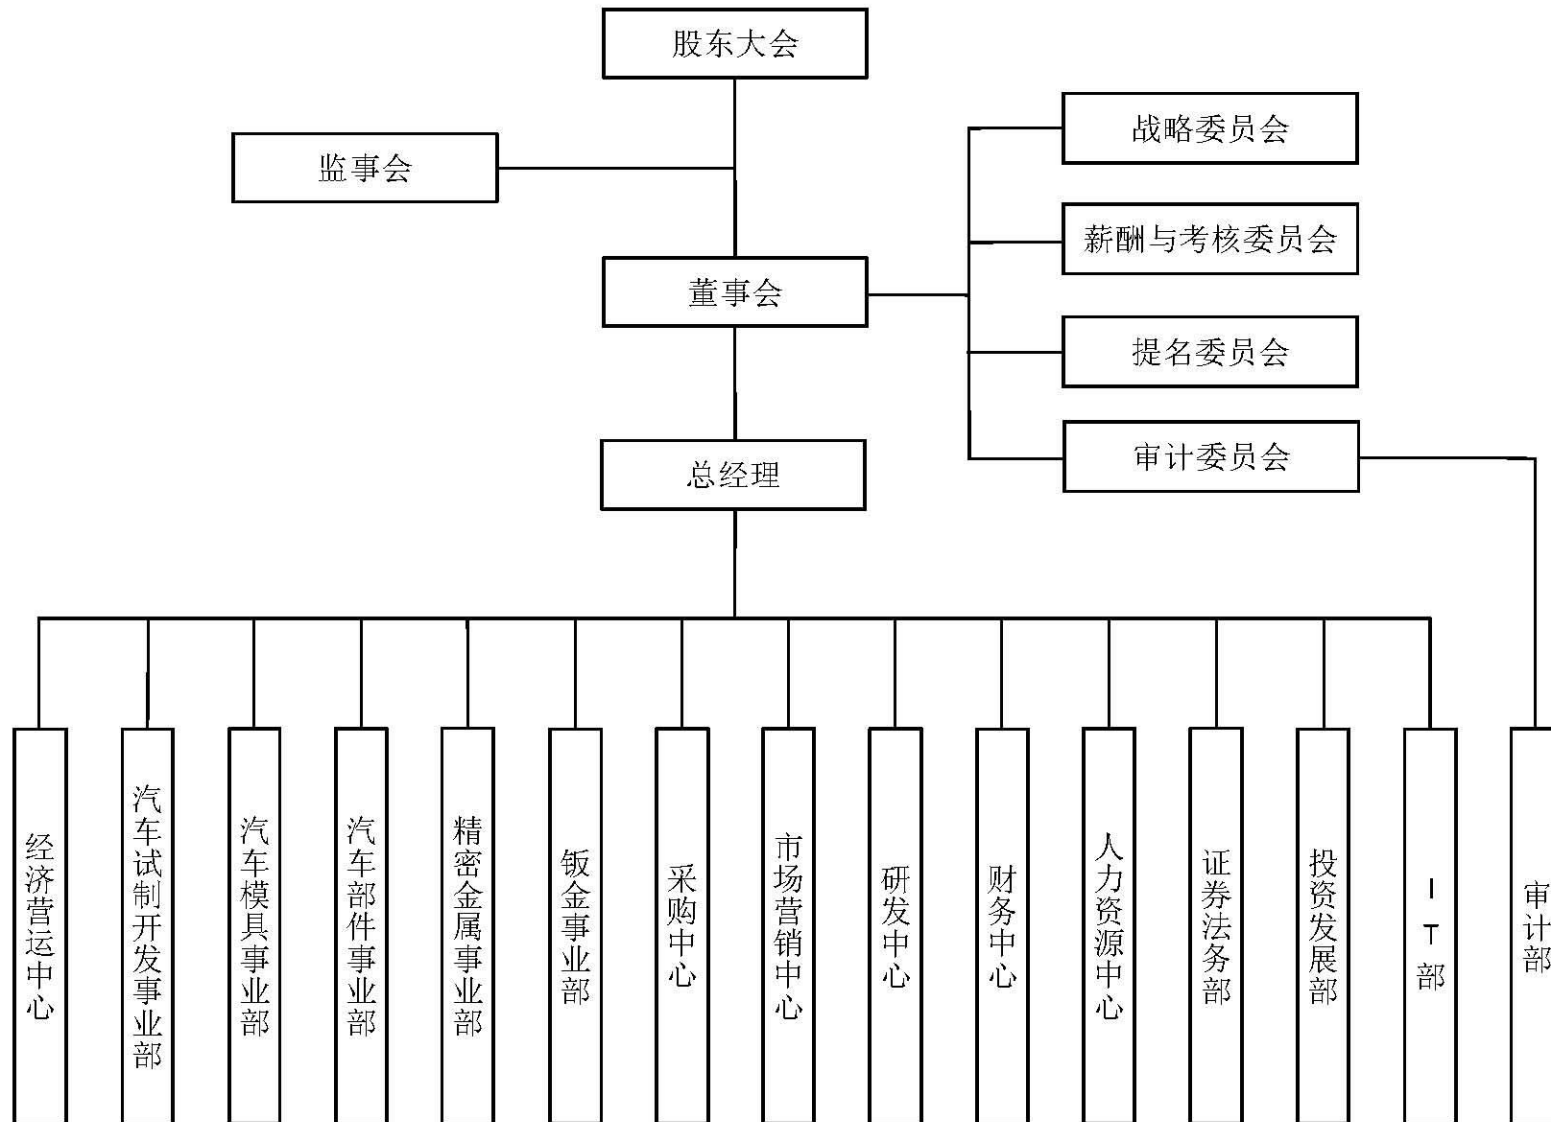 股东大会
战略委员会
监事会
薪酬与考核委员会
董事会
提名委员会
审计委员会
总经理
经济营运中心
汽车试制开发事业部
汽车模具事业部
汽车部件事业部
精密金属事业部
钣金事业部
采购中心
市场营销中心
研发中心
财务中心
人力资源中心
证券法务部
投资发展部
IT部
审计部